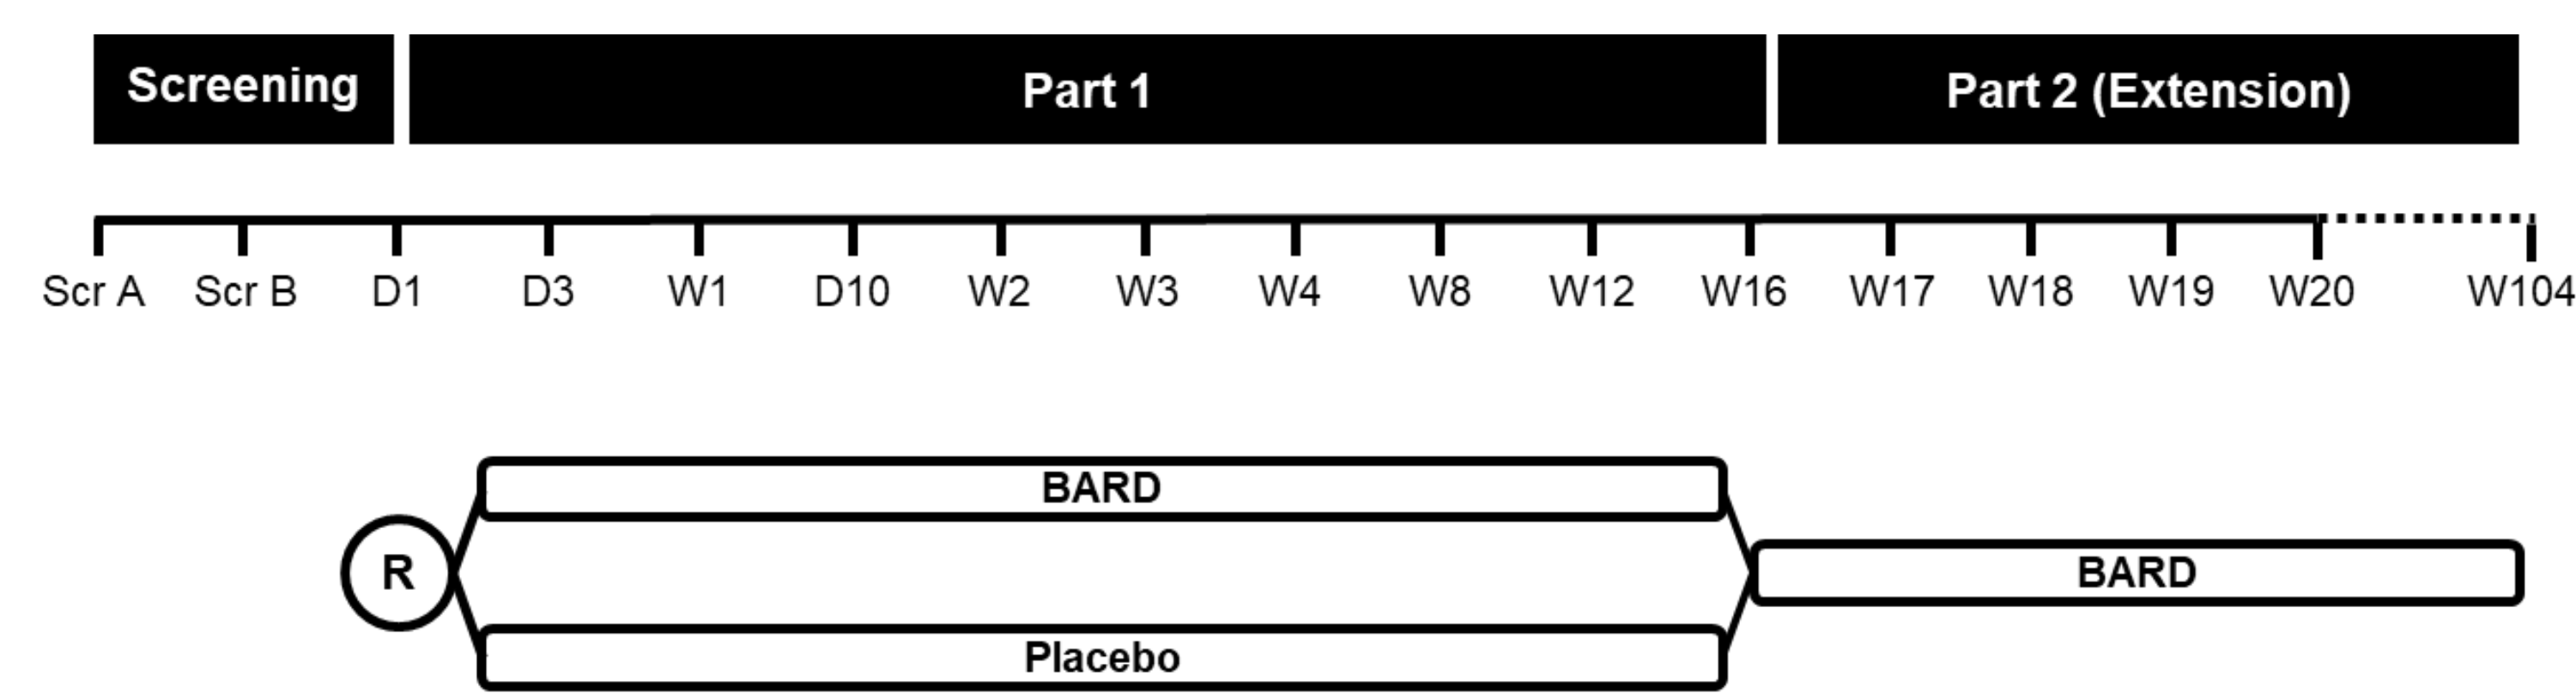 Screening
Part 1
Part 2 (Extension)
Scr A Scr B D1 D3 W1 D10 W2 W3 W4 W8 W12 W16 W17 W18 W19 W20 W104
BARD
R
BARD
Placebo